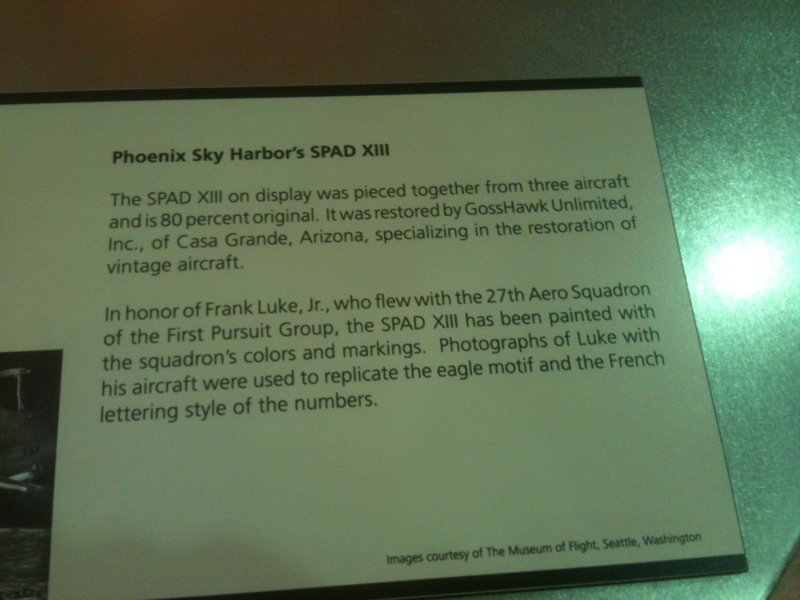 Phoenix Sky Harbor's SPAD XIII
The SPAD XIII on display was pieced together from three aircraft
and is 80 percent original. It was restored by GossHawk Unlimited,
Inc., of Casa Grande, Arizona, specializing in the restoration of
vintage aircraft.
In honor of Frank Luke, Jr., who flew with the 27th Aero Squadron
of the First Pursuit Group, the SPAD XIII has been painted with
the squadron's colors and markings. Photographs of Luke with
his aircraft were used to replicate the eagle motif and the French
lettering style of the numbers.
Images courtesy of The Museum of Flight, Seattle, Washington